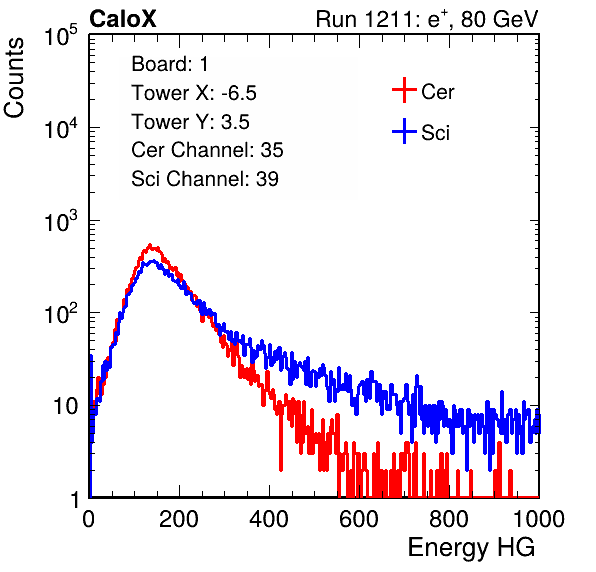 CaloX Run 1211: e⁺, 80 GeV
Counts
Board: 1
Tower X: -6.5
Tower Y: 3.5
Cer Channel: 35
Sci Channel: 39
Cer
Sci
10⁵
10⁴
10³
10²
10
1
0 200 400 600 800 1000
Energy HG